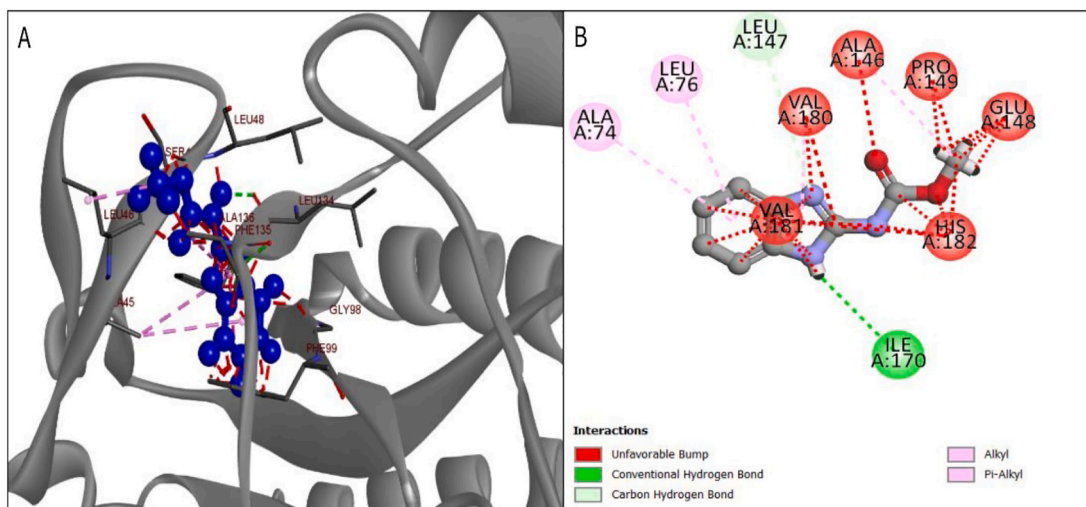 A
LEU48
LEU46
ALA136
PHE135
LEU134
A45
GLY98
PHE99
B
LEU
A:147
LEU
A:76
ALA
A:74
VAL
A:180
ALA
A:146
PRO
A:149
GLU
A:148
VAL
A:181
HIS
A:182
ILE
A:170
Interactions
Unfavorable Bump
Conventional Hydrogen Bond
Carbon Hydrogen Bond
Alkyl
Pi-Alkyl